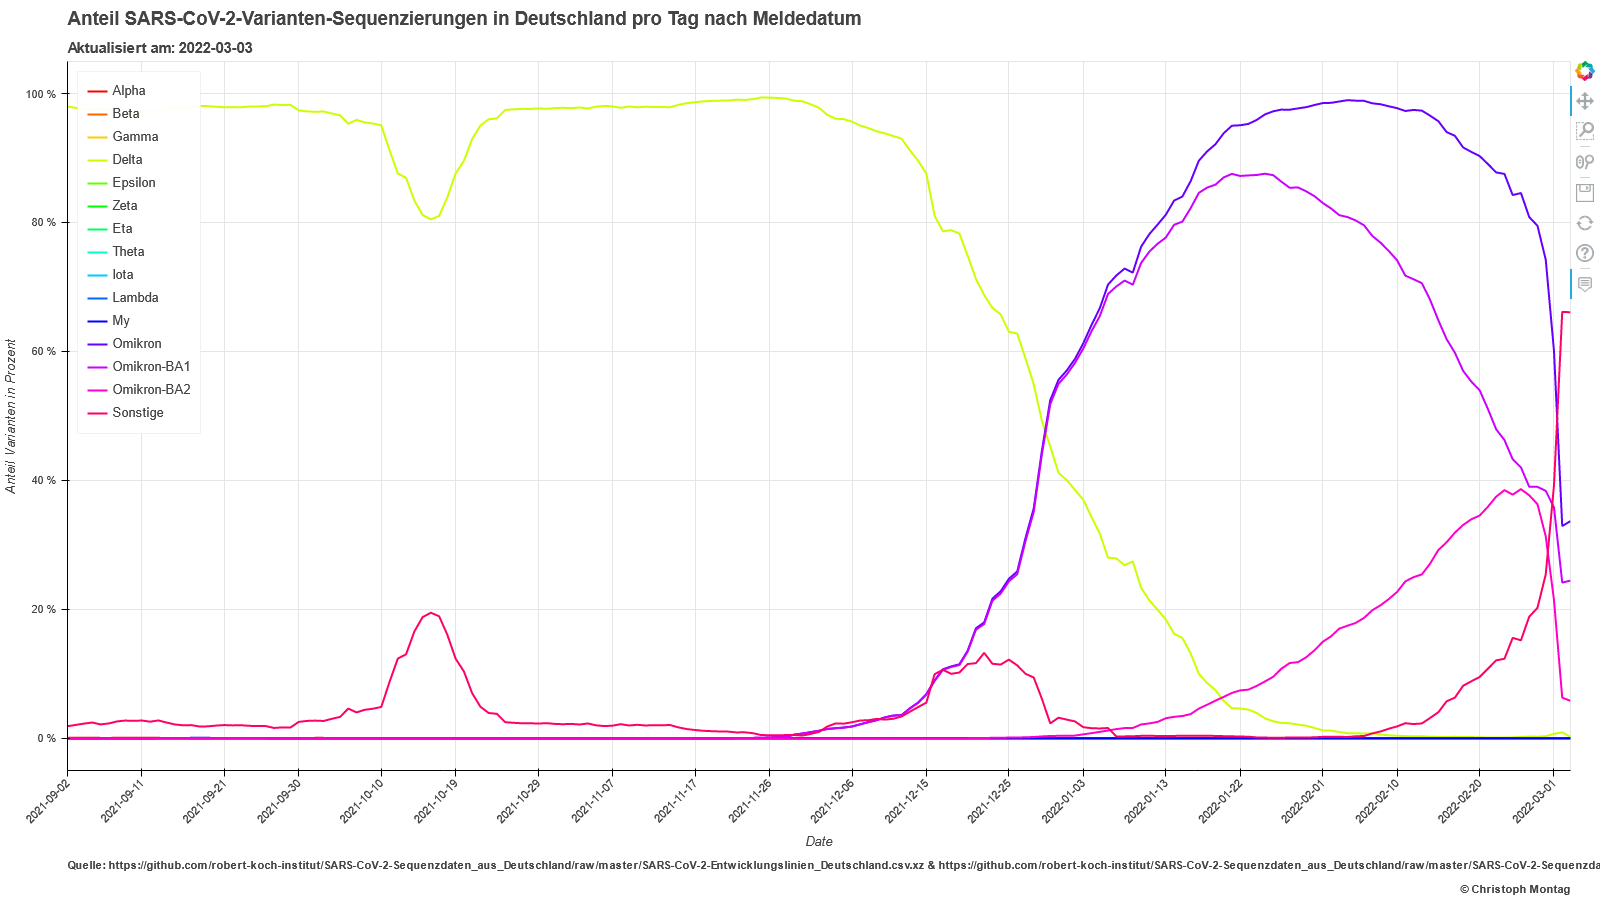 Anteil SARS-CoV-2-Varianten-Sequenzierungen in Deutschland pro Tag nach Meldedatum
Aktualisiert am: 2022-03-03
Alpha
Beta
Gamma
Delta
Epsilon
Zeta
Eta
Theta
Iota
Lambda
My
Omikron
Omikron-BA1
Omikron-BA2
Sonstige
Anteil Varianten in Prozent
100 %
80 %
60 %
40 %
20 %
0 %
2021-09-02
2021-09-11
2021-09-21
2021-09-30
2021-10-10
2021-10-19
2021-10-29
2021-11-07
2021-11-17
2021-11-26
2021-12-06
2021-12-15
2021-12-25
2022-01-03
2022-01-13
2022-01-22
2022-02-01
2022-02-10
2022-02-20
2022-03-01
Date
Quelle: https://github.com/robert-koch-institut/SARS-CoV-2-Sequenzdaten_aus_Deutschland/raw/master/SARS-CoV-2-Entwicklungslinien_Deutschland.csv.xz & https://github.com/robert-koch-institut/SARS-CoV-2-Sequenzdaten_aus_Deutschland/raw/master/SARS-CoV-2-Sequenzda
© Christoph Montag